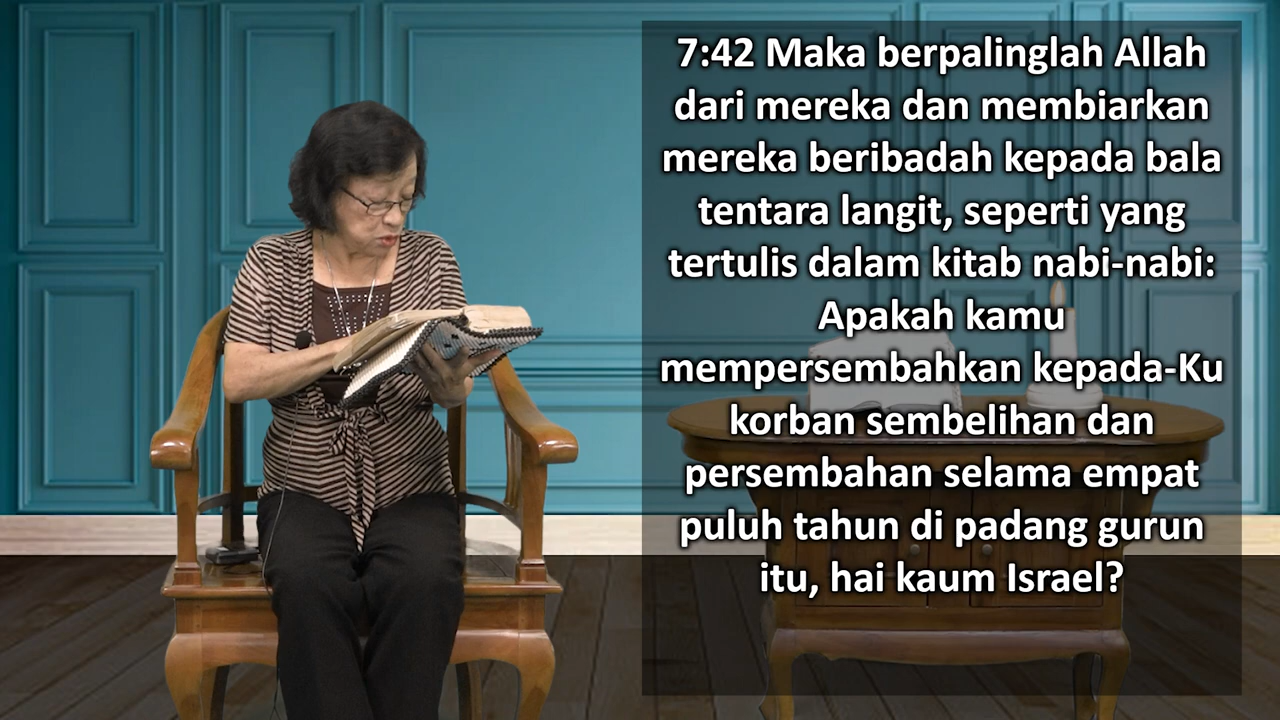 7:42 Maka berpalinglah Allah
dari mereka dan membiarkan
mereka beribadah kepada bala
tentara langit, seperti yang
tertulis dalam kitab nabi-nabi:
Apakah kamu
mempersembahkan kepada-Ku
korban sembelihan dan
persembahan selama empat
puluh tahun di padang gurun
itu, hai kaum Israel?